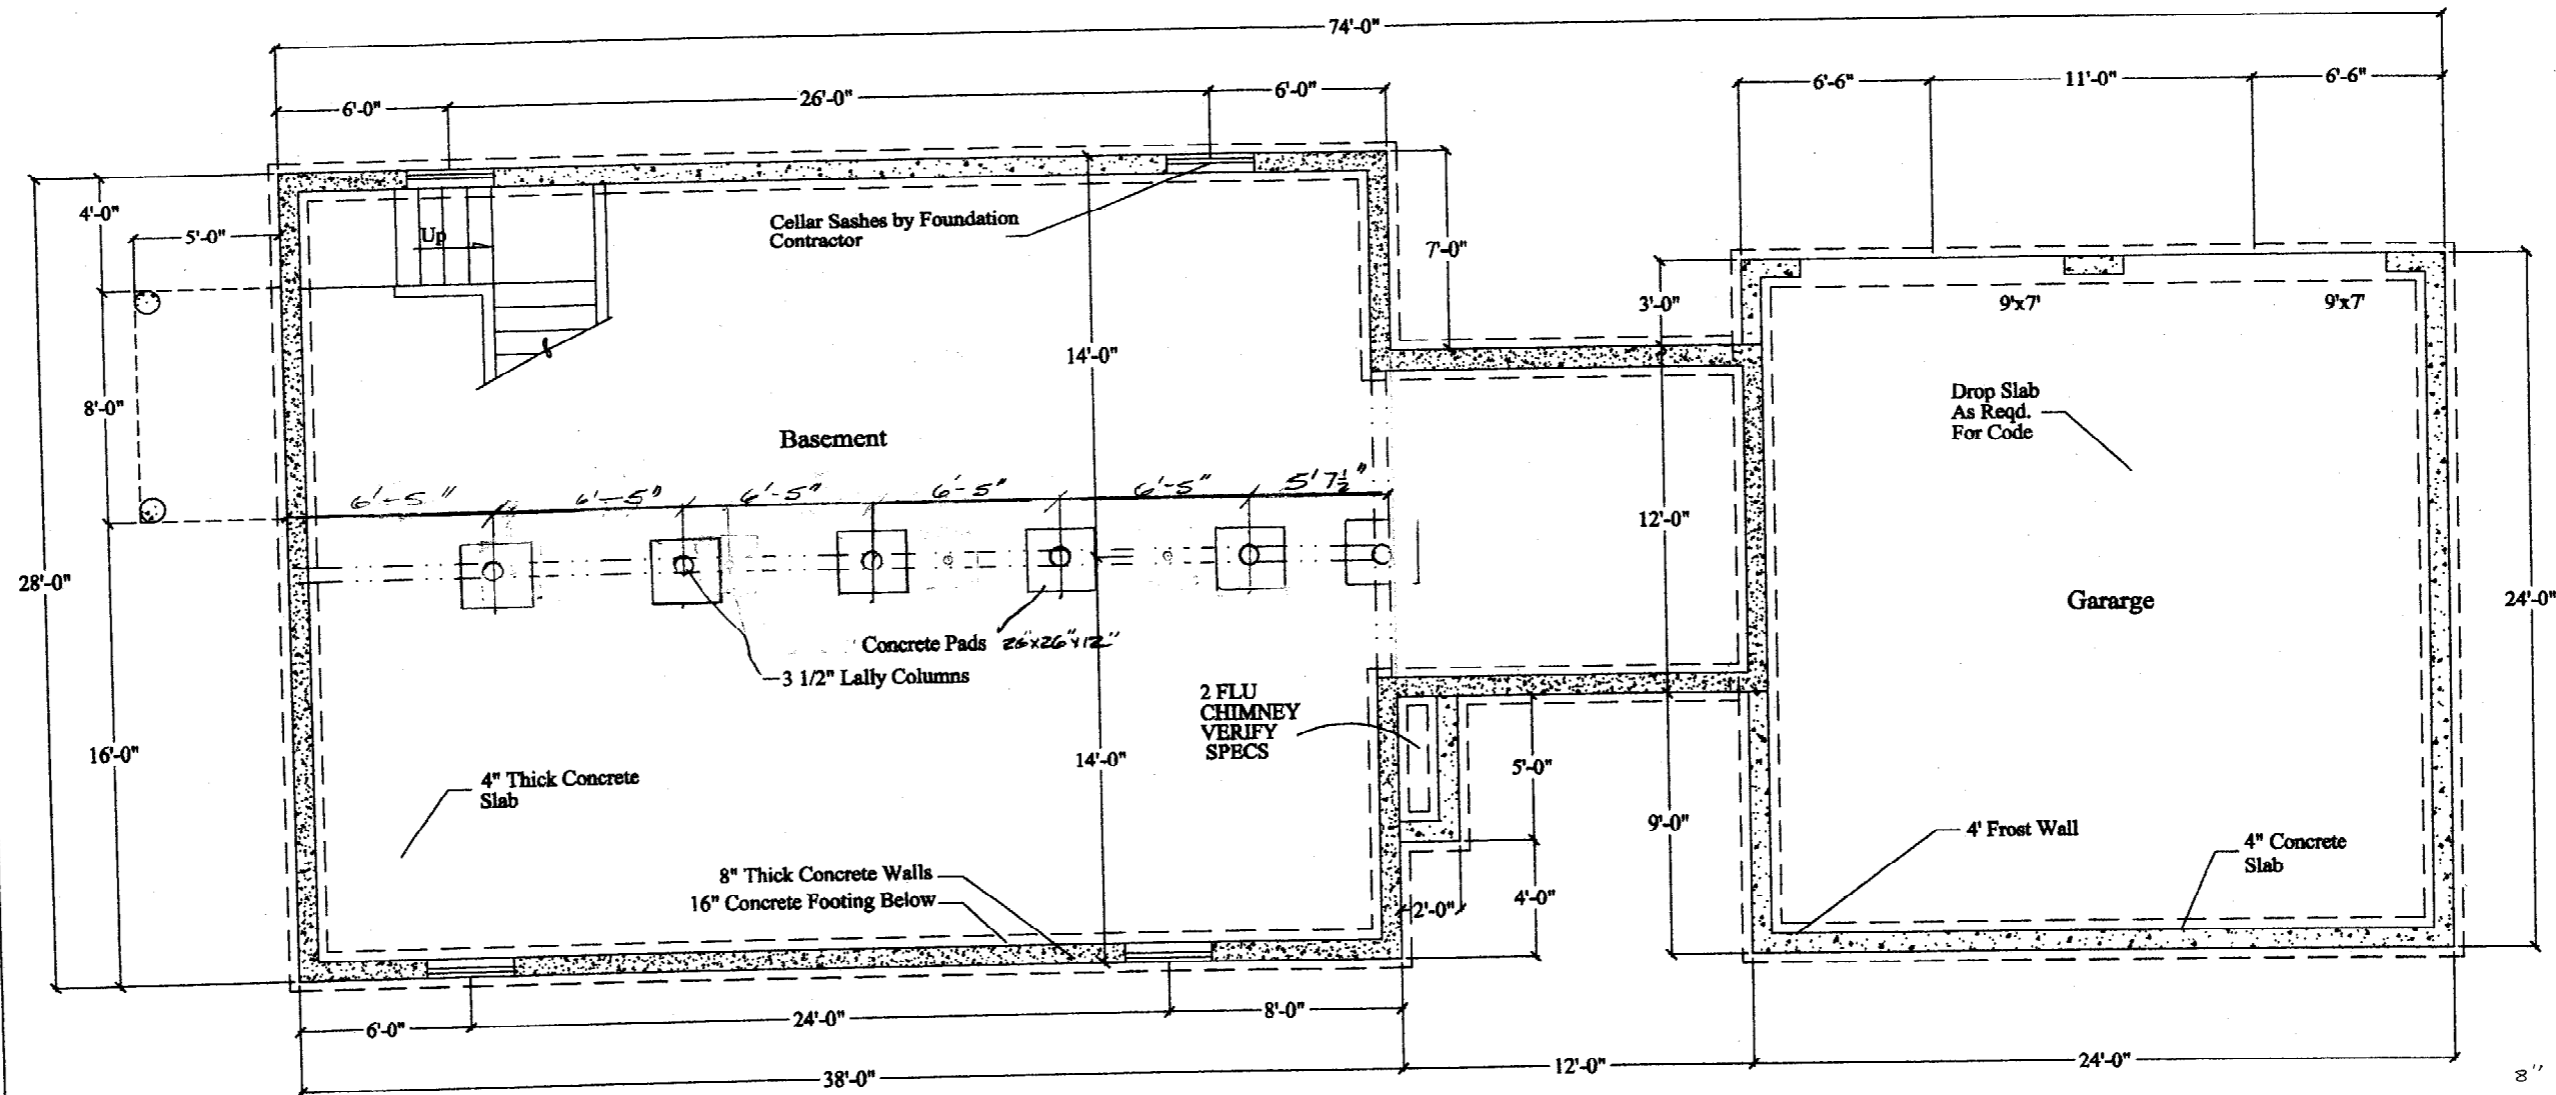 74'-0"
6'-0"
26'-0"
6'-0"
6'-6"
11'-0"
6'-6"
4'-0"
5'-0"
Up
Cellar Sashes by Foundation
Contractor
7'-0"
3'-0"
9'x7'
9'x7'
14'-0"
8'-0"
Drop Slab
As Reqd.
For Code
Basement
6'-5"
6'-5"
6'-5"
6'-5"
6'-5"
5'7½"
12'-0"
28'-0"
Gararge
24'-0"
Concrete Pads 26"x26"x12"
3 1/2" Lally Columns
2 FLU
CHIMNEY
VERIFY
SPECS
16'-0"
14'-0"
5'-0"
4" Thick Concrete
Slab
9'-0"
4' Frost Wall
4" Concrete
Slab
8" Thick Concrete Walls
16" Concrete Footing Below
2'-0"
4'-0"
6'-0"
24'-0"
8'-0"
38'-0"
12'-0"
24'-0"
8"